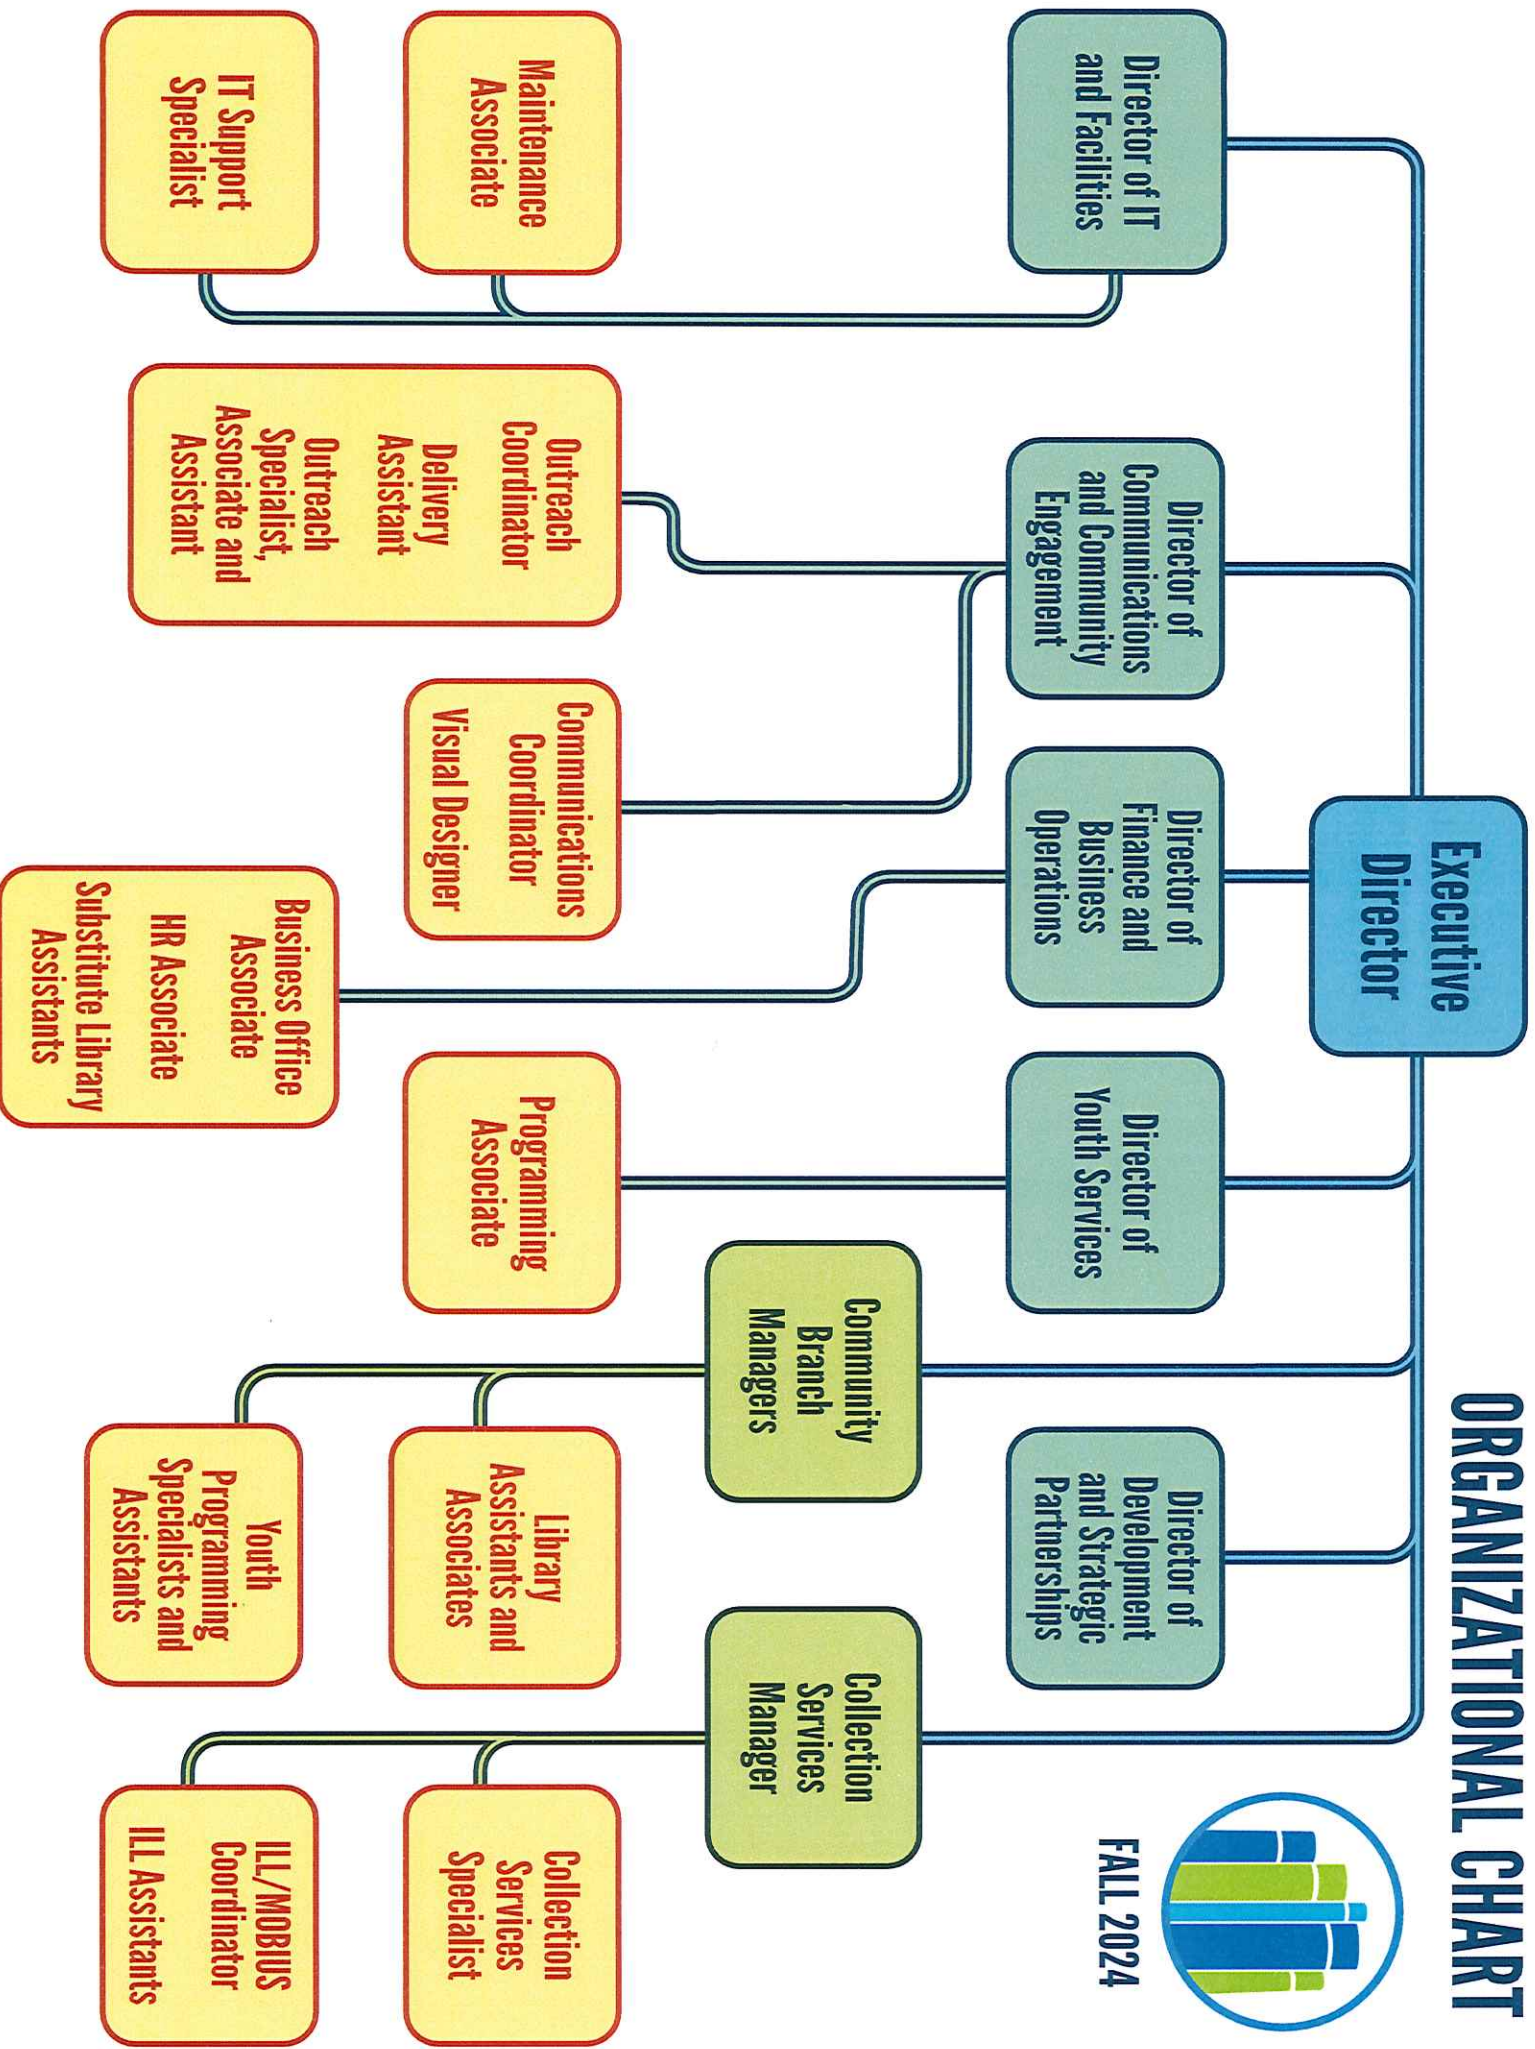 ORGANIZATIONAL CHART
FALL 2024
Executive
Director
Director of IT
and Facilities
Director of
Communications
and Community
Engagement
Director of
Finance and
Business
Operations
Director of
Youth Services
Director of
Development
and Strategic
Partnerships
Community
Branch
Managers
Collection
Services
Manager
Maintenance
Associate
IT Support
Specialist
Outreach
Coordinator
Delivery
Assistant
Outreach
Specialist,
Associate and
Assistant
Communications
Coordinator
Visual Designer
Business Office
Associate
HR Associate
Substitute Library
Assistants
Programming
Associate
Library
Assistants and
Associates
Youth
Programming
Specialists and
Assistants
Collection
Services
Specialist
ILL/MOBIUS
Coordinator
ILL Assistants